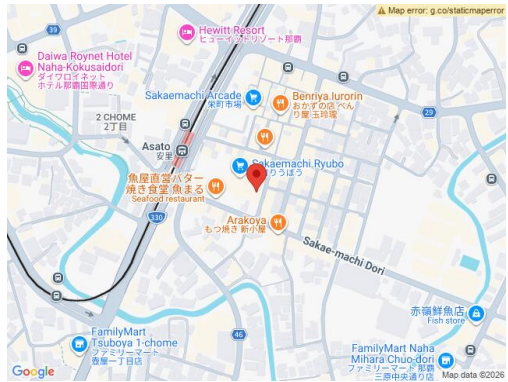 Map error: g.co/staticmaperror
Hewitt Resort
ヒューイットリゾート那覇
Daiwa Roynet Hotel
Naha-Kokusaidori
ダイワロイネット
ホテル那覇国際通り
Sakaemachi Arcade
栄町市場
Benriya Iurorin
おかずの店 べん
り屋 玉玲瓏
29
29
2 CHOME
2丁目
Asato
安里
Sakaemachi Ryubo
りうぼう
魚屋直営バター
焼き食堂 魚まる
Seafood restaurant
330
Arakoya
もつ焼き 新小屋
Sakae-machi Dori
赤嶺鮮魚店
Fish store
46
FamilyMart
Tsuboya 1-chome
ファミリーマート
壺屋一丁目店
FamilyMart Naha
Mihara Chuo-dori
ファミリーマート 那覇
三原中央通り店
Google
Map data ©2026